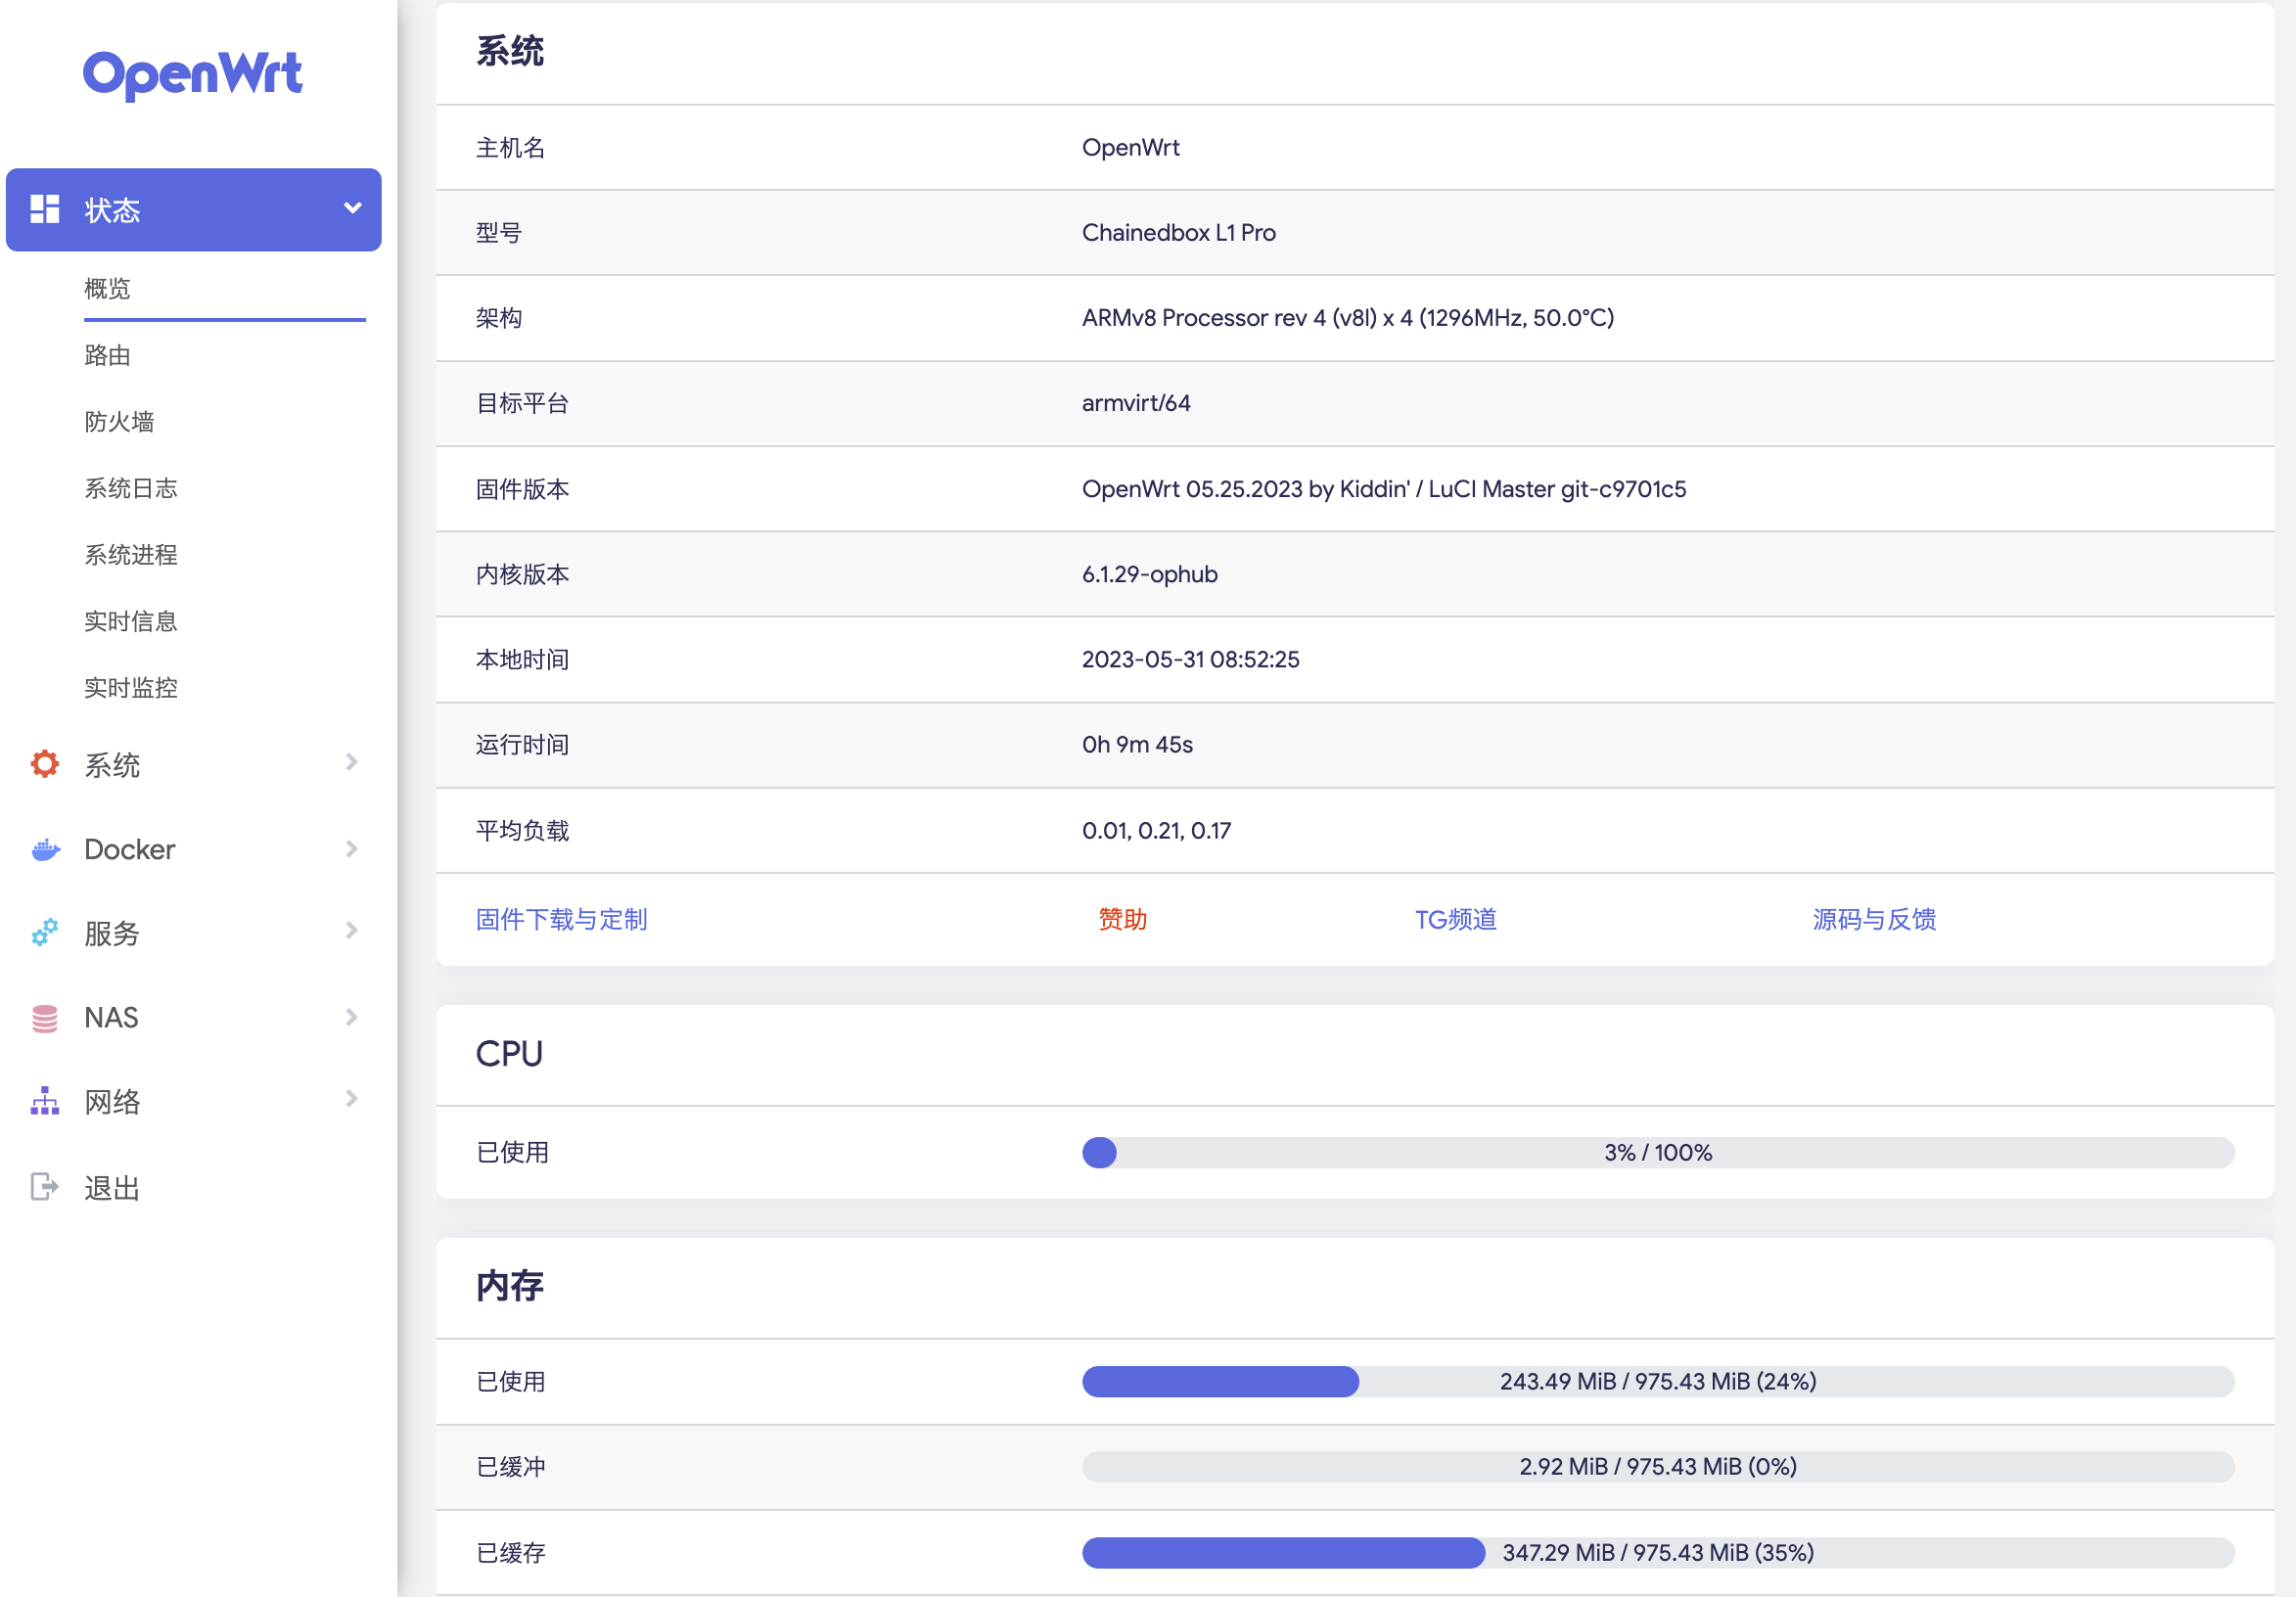 OpenWrt
状态
概览
路由
防火墙
系统日志
系统进程
实时信息
实时监控
系统
Docker
服务
NAS
网络
退出
系统
主机名 OpenWrt
型号 Chainedbox L1 Pro
架构 ARMv8 Processor rev 4 (v8l) x 4 (1296MHz, 50.0°C)
目标平台 armvirt/64
固件版本 OpenWrt 05.25.2023 by Kiddin' / LuCI Master git-c9701c5
内核版本 6.1.29-ophub
本地时间 2023-05-31 08:52:25
运行时间 0h 9m 45s
平均负载 0.01, 0.21, 0.17
固件下载与定制 赞助 TG频道 源码与反馈
CPU
已使用 3% / 100%
内存
已使用 243.49 MiB / 975.43 MiB (24%)
已缓冲 2.92 MiB / 975.43 MiB (0%)
已缓存 347.29 MiB / 975.43 MiB (35%)